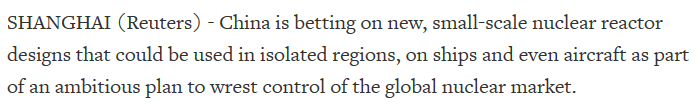 SHANGHAI (Reuters) - China is betting on new, small-scale nuclear reactor
designs that could be used in isolated regions, on ships and even aircraft as part
of an ambitious plan to wrest control of the global nuclear market.